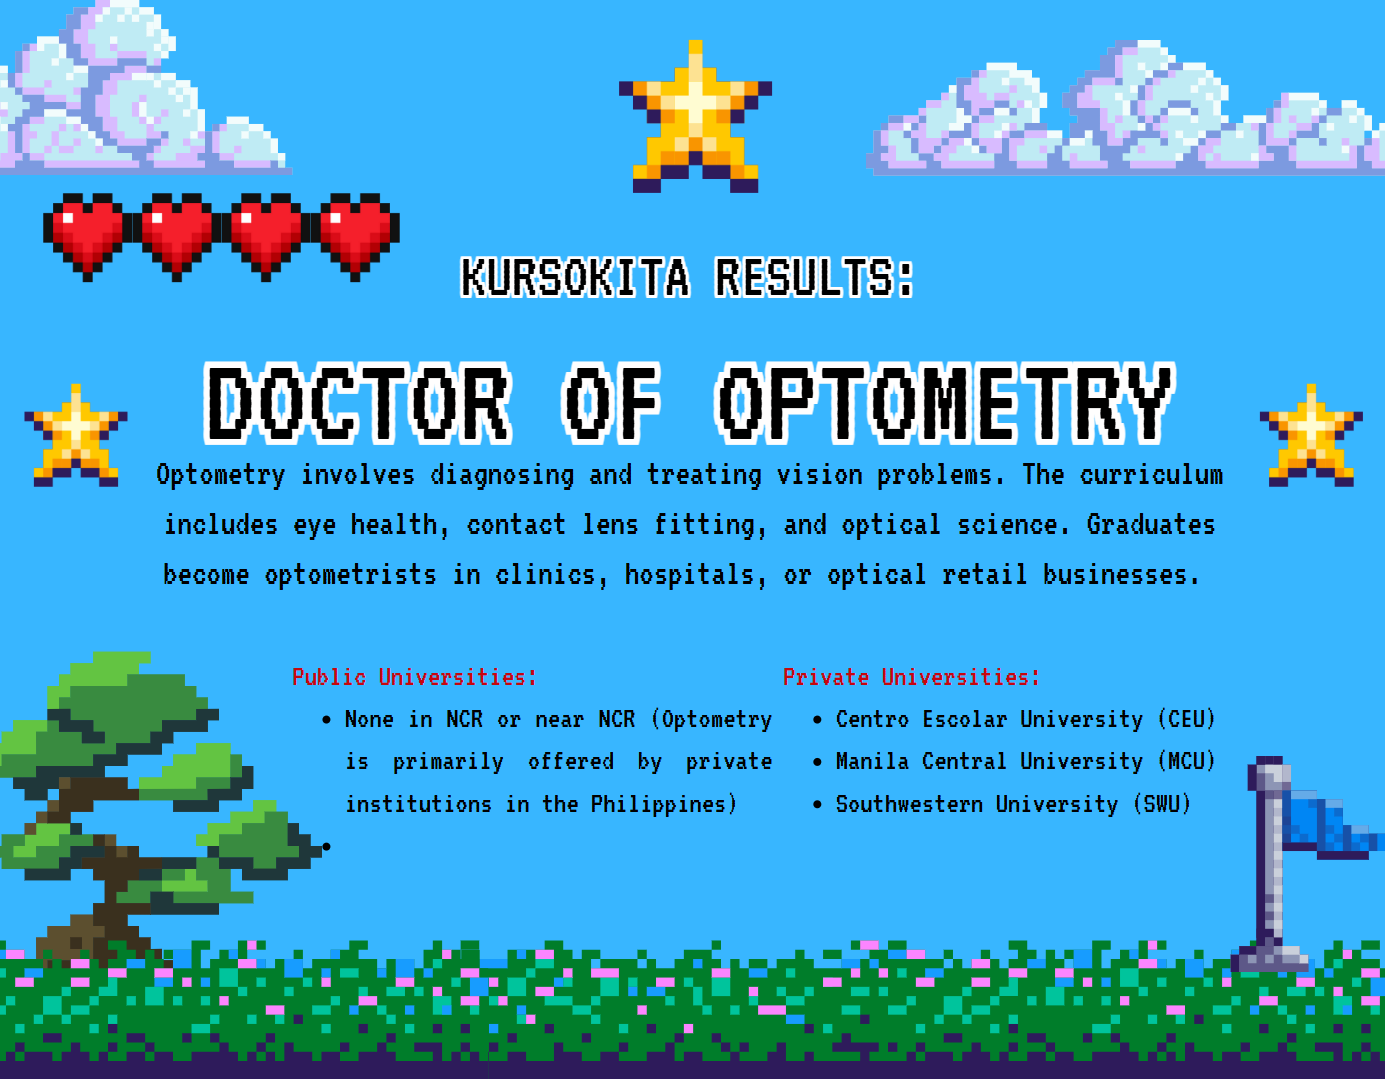 KURSOKITA RESULTS:
DOCTOR OF OPTOMETRY
Optometry involves diagnosing and treating vision problems. The curriculum
includes eye health, contact lens fitting, and optical science. Graduates
become optometrists in clinics, hospitals, or optical retail businesses.
Public Universities:
• None in NCR or near NCR (Optometry
is primarily offered by private
institutions in the Philippines)
•
Private Universities:
• Centro Escolar University (CEU)
• Manila Central University (MCU)
• Southwestern University (SWU)